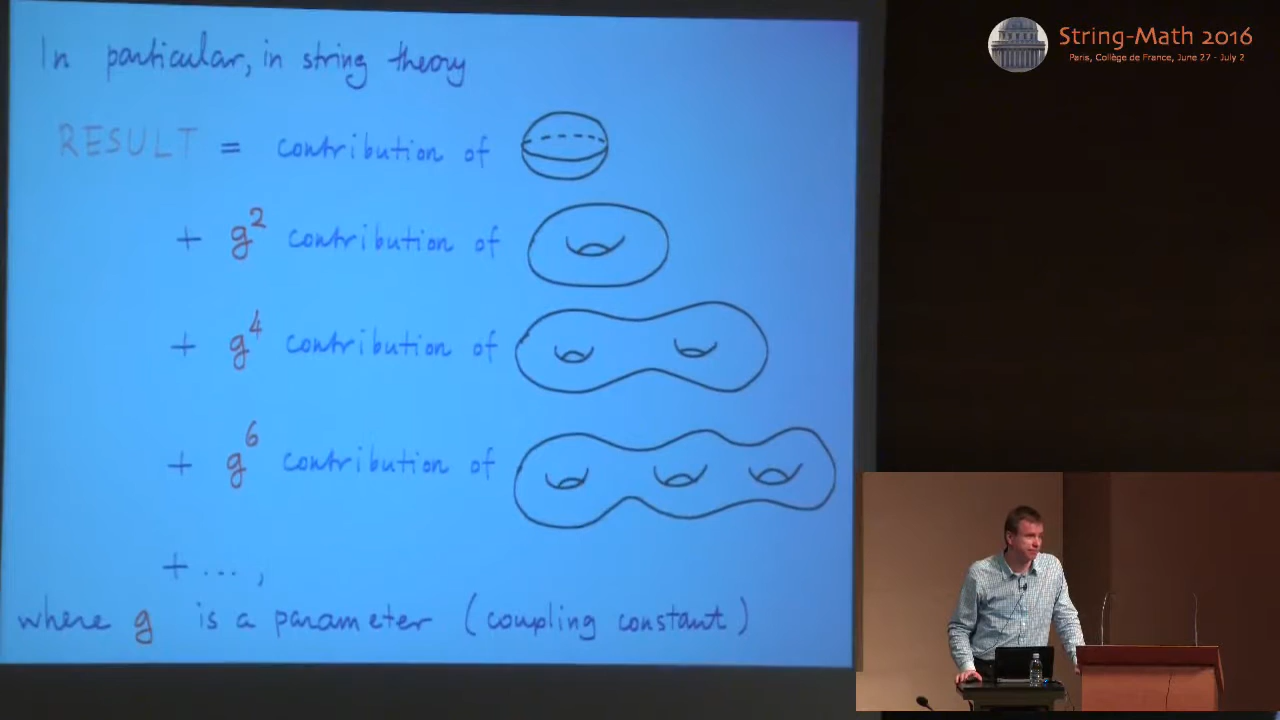 In particular, in string theory
RESULT = contribution of
+ g² contribution of
+ g⁴ contribution of
+ g⁶ contribution of
+ ... ,
where g is a parameter (coupling constant)
String-Math 2016
Paris, Collège de France, June 27 - July 2